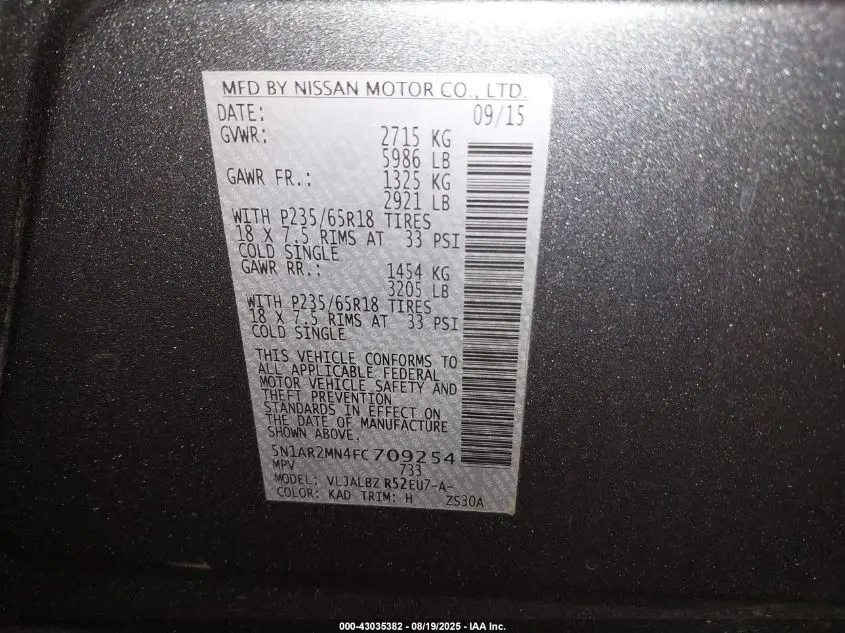 MFD BY NISSAN MOTOR CO., LTD.
DATE: 09/15
GVWR: 2715 KG
5986 LB
GAWR FR.: 1325 KG
2921 LB
WITH P235/65R18 TIRES
18 X 7.5 RIMS AT 33 PSI
COLD SINGLE
GAWR RR.: 1454 KG
3205 LB
WITH P235/65R18 TIRES
18 X 7.5 RIMS AT 33 PSI
COLD SINGLE
THIS VEHICLE CONFORMS TO
ALL APPLICABLE FEDERAL
MOTOR VEHICLE SAFETY AND
THEFT PREVENTION
STANDARDS IN EFFECT ON
THE DATE OF MANUFACTURE
SHOWN ABOVE.
5N1AR2MN4FC709254
MPV 733
MODEL: VLJALBZ R52EU7-A-
COLOR: KAD TRIM: H ZS30A
000-43035382 - 08/19/2025 - IAA Inc.